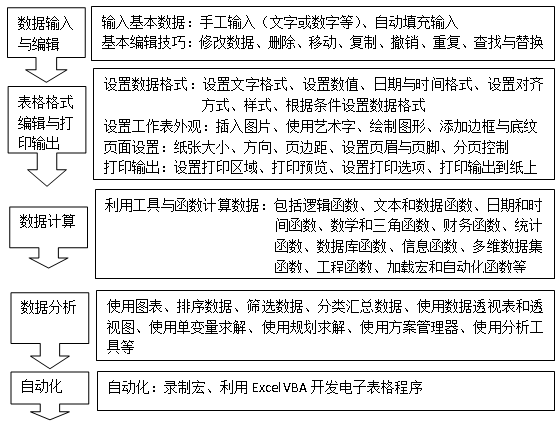 数据输入
与编辑
输入基本数据：手工输入（文字或数字等）、自动填充输入
基本编辑技巧：修改数据、删除、移动、复制、撤销、重复、查找与替换
表格格式
编辑与打
印输出
设置数据格式：设置文字格式、设置数值、日期与时间格式、设置对齐
方式、样式、根据条件设置数据格式
设置工作表外观：插入图片、使用艺术字、绘制图形、添加边框与底纹
页面设置：纸张大小、方向、页边距、设置页眉与页脚、分页控制
打印输出：设置打印区域、打印预览、设置打印选项、打印输出到纸上
数据计算
利用工具与函数计算数据：包括逻辑函数、文本和数据函数、日期和时
间函数、数学和三角函数、财务函数、统计
函数、数据库函数、信息函数、多维数据集
函数、工程函数、加载宏和自动化函数等
数据分析
使用图表、排序数据、筛选数据、分类汇总数据、使用数据透视表和透
视图、使用单变量求解、使用规划求解、使用方案管理器、使用分析工
具等
自动化
自动化：录制宏、利用 Excel VBA 开发电子表格程序